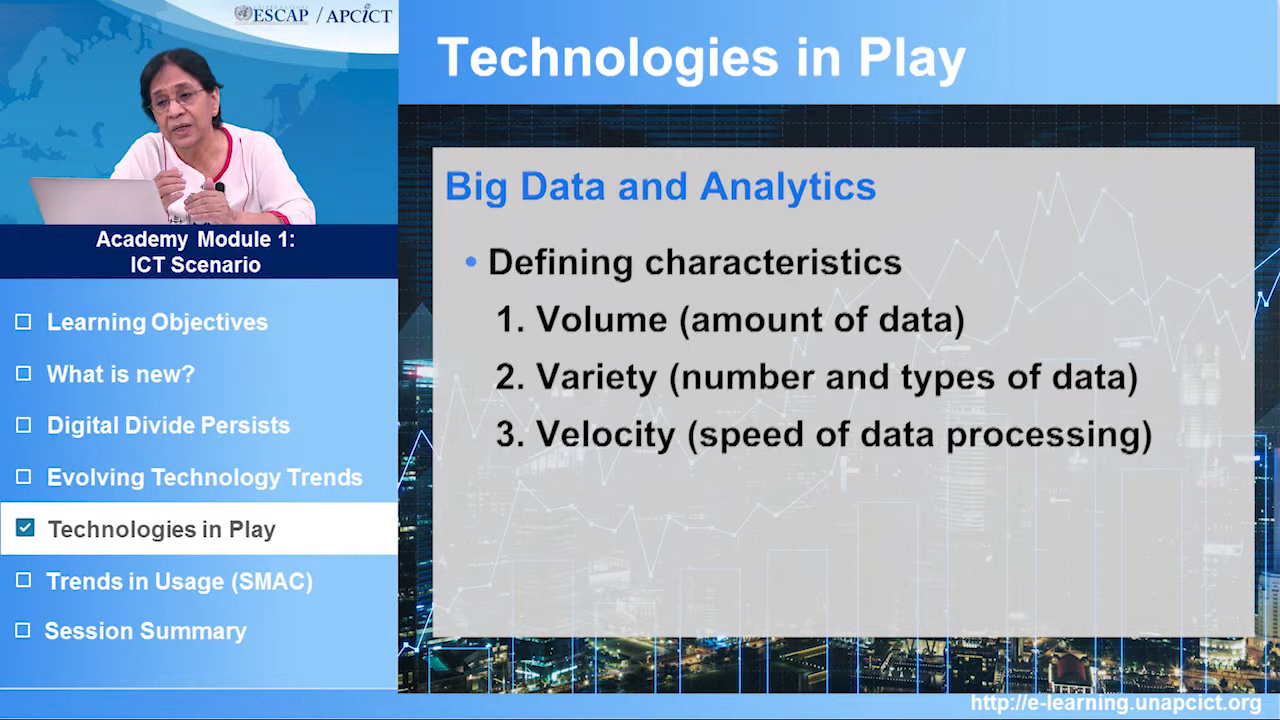 ESCAP / APCICT
Technologies in Play
Academy Module 1:
ICT Scenario
Learning Objectives
What is new?
Digital Divide Persists
Evolving Technology Trends
Technologies in Play
Trends in Usage (SMAC)
Session Summary
Big Data and Analytics
• Defining characteristics
1. Volume (amount of data)
2. Variety (number and types of data)
3. Velocity (speed of data processing)
http://e-learning.unapcict.org